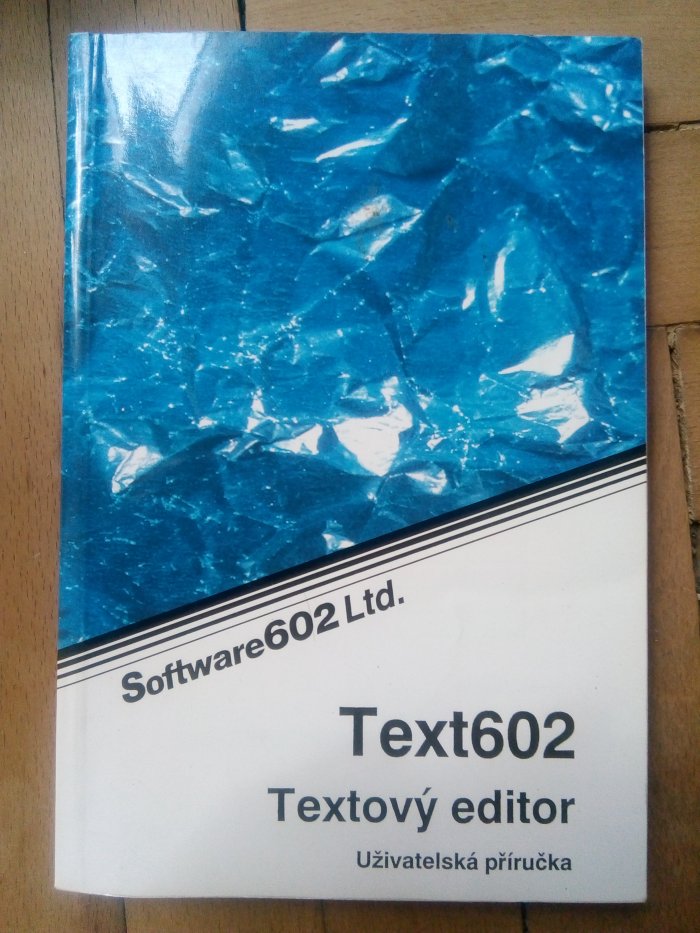 Software602 Ltd.
Text602
Textový editor
Uživatelská příručka